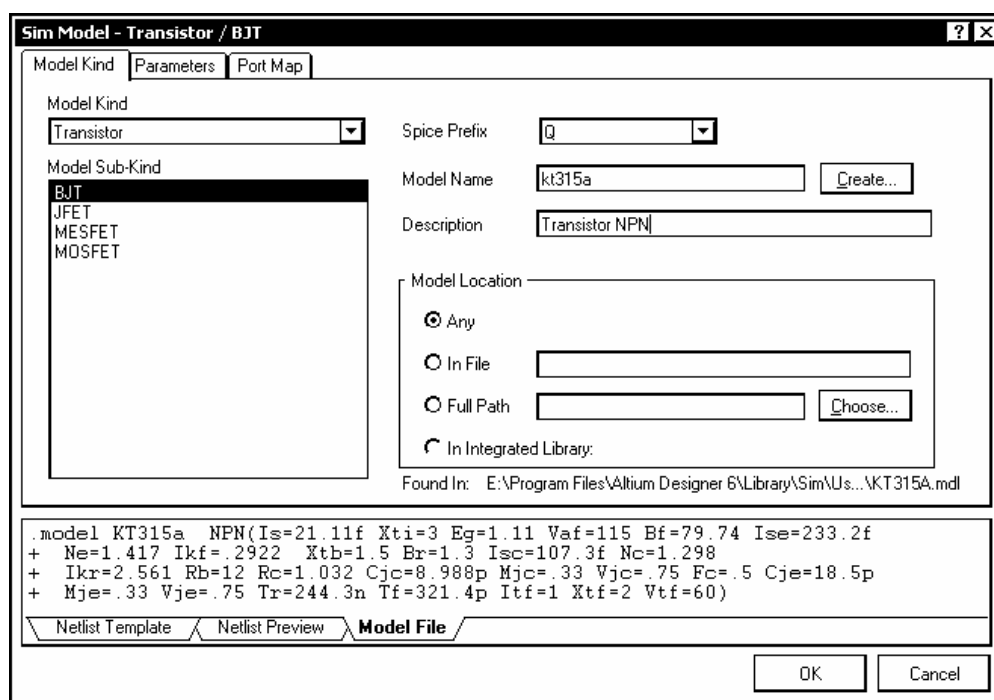 Sim Model - Transistor / BJT
Model Kind Parameters Port Map
Model Kind
Transistor
Model Sub-Kind
BJT
JFET
MESFET
MOSFET
Spice Prefix Q
Model Name kt315a Create...
Description Transistor NPN
Model Location
Any
In File
Full Path Choose...
In Integrated Library:
Found In: E:\Program Files\Altium Designer 6\Library\Sim\Us...\KT315A.mdl
.model KT315a NPN(Is=21.11f Xti=3 Eg=1.11 Vaf=115 Bf=79.74 Ise=233.2f
+ Ne=1.417 Ikf=.2922 Xtb=1.5 Br=1.3 Isc=107.3f Nc=1.298
+ Ikr=2.561 Rb=12 Rc=1.032 Cjc=8.988p Mjc=.33 Vjc=.75 Fc=.5 Cje=18.5p
+ Mje=.33 Vje=.75 Tr=244.3n Tf=321.4p Itf=1 Xtf=2 Vtf=60)
Netlist Template Netlist Preview Model File
OK Cancel